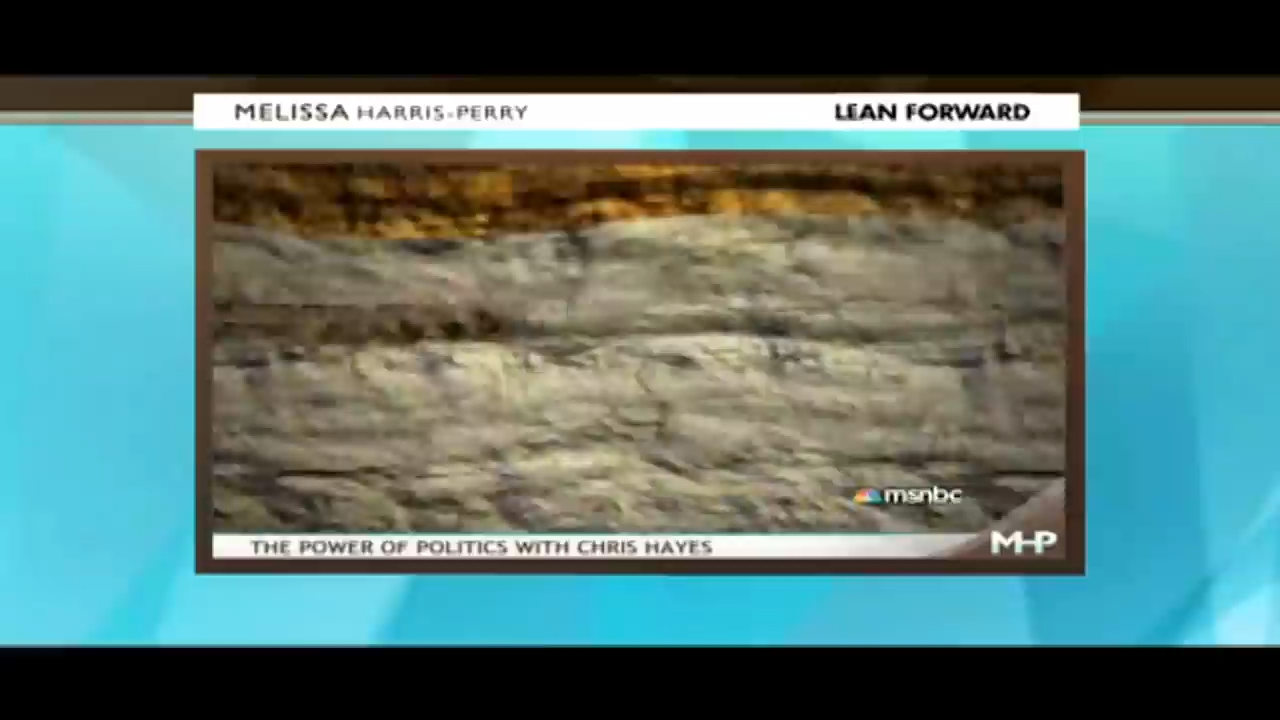 MELISSA HARRIS-PERRY
LEAN FORWARD
msnbc
THE POWER OF POLITICS WITH CHRIS HAYES
MHP